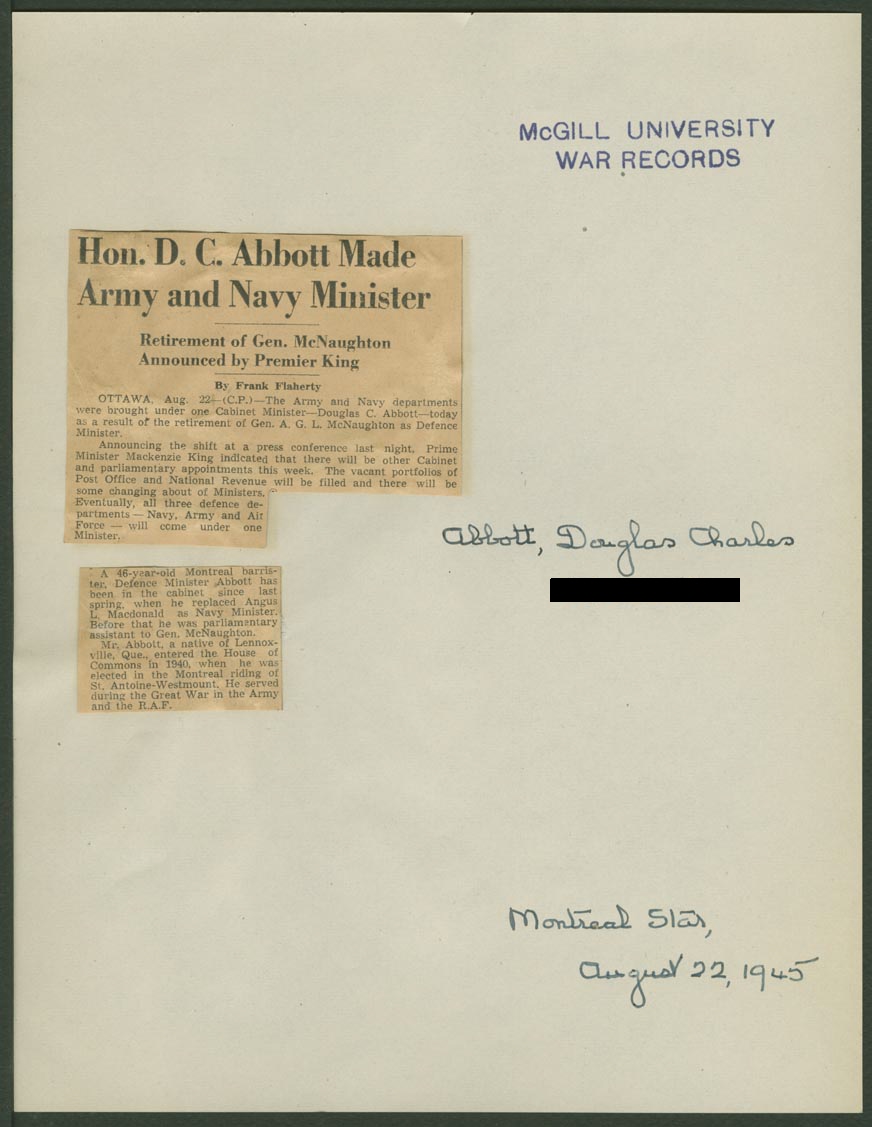 McGILL UNIVERSITY
WAR RECORDS
Hon. D. C. Abbott Made
Army and Navy Minister
Retirement of Gen. McNaughton
Announced by Premier King
By Frank Flaherty
OTTAWA, Aug. 22—(C.P.)—The Army and Navy departments
were brought under one Cabinet Minister—Douglas C. Abbott—today
as a result of the retirement of Gen. A. G. L. McNaughton as Defence
Minister.
Announcing the shift at a press conference last night, Prime
Minister Mackenzie King indicated that there will be other Cabinet
and parliamentary appointments this week. The vacant portfolios of
Post Office and National Revenue will be filled and there will be
some changing about of Ministers.
Eventually, all three defence de-
partments — Navy, Army and Air
Force — will come under one
Minister.
A 46-year-old Montreal barris-
ter, Defence Minister Abbott has
been in the cabinet since last
spring, when he replaced Angus
L. Macdonald as Navy Minister.
Before that he was parliamentary
assistant to Gen. McNaughton.
Mr. Abbott, a native of Lennox-
ville, Que., entered the House of
Commons in 1940, when he was
elected in the Montreal riding of
St. Antoine-Westmount. He served
during the Great War in the Army
and the R.A.F.
Abbott, Douglas Charles
Montreal Star,
August 22, 1945